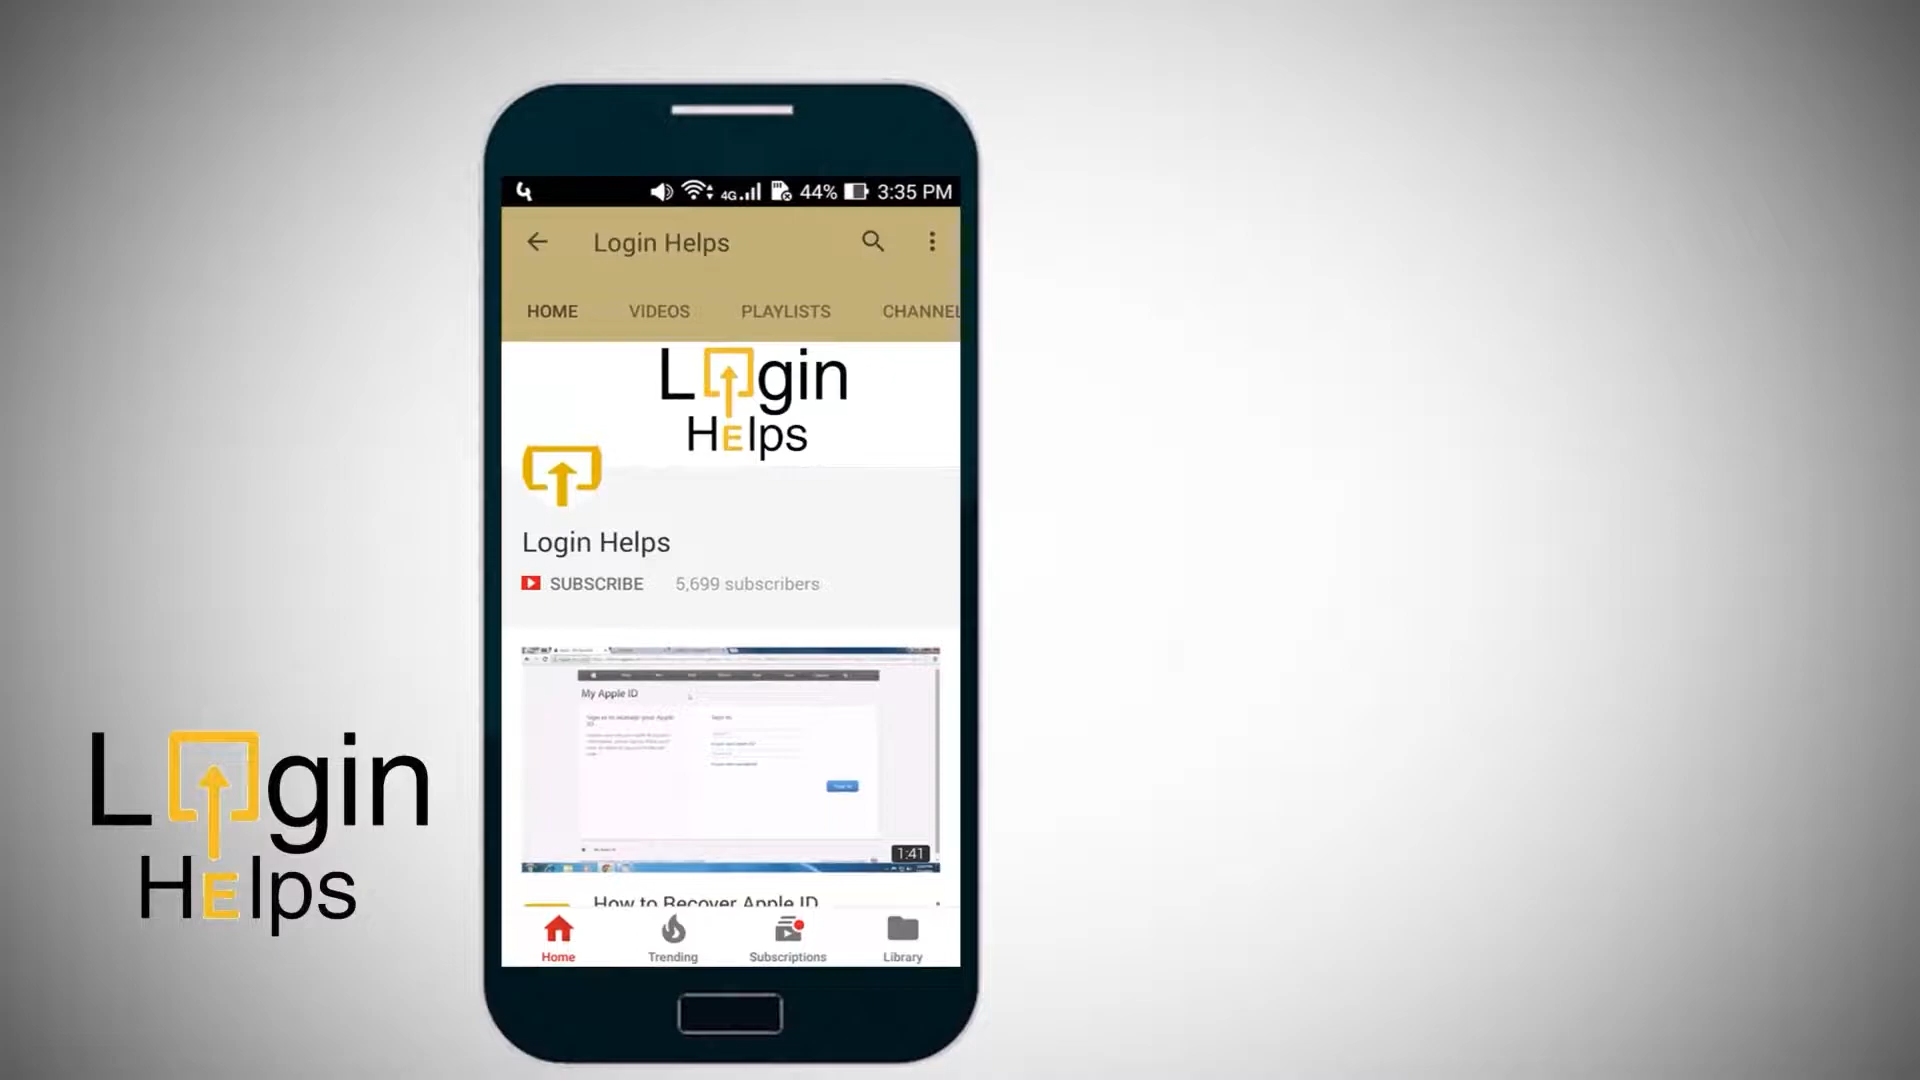 4G 44% 3:35 PM
Login Helps
HOME VIDEOS PLAYLISTS CHANNEL
Login
Helps
Login Helps
SUBSCRIBE 5,699 subscribers
My Apple ID
1:41
How to Recover Apple ID
Home Trending Subscriptions Library
Login
Helps